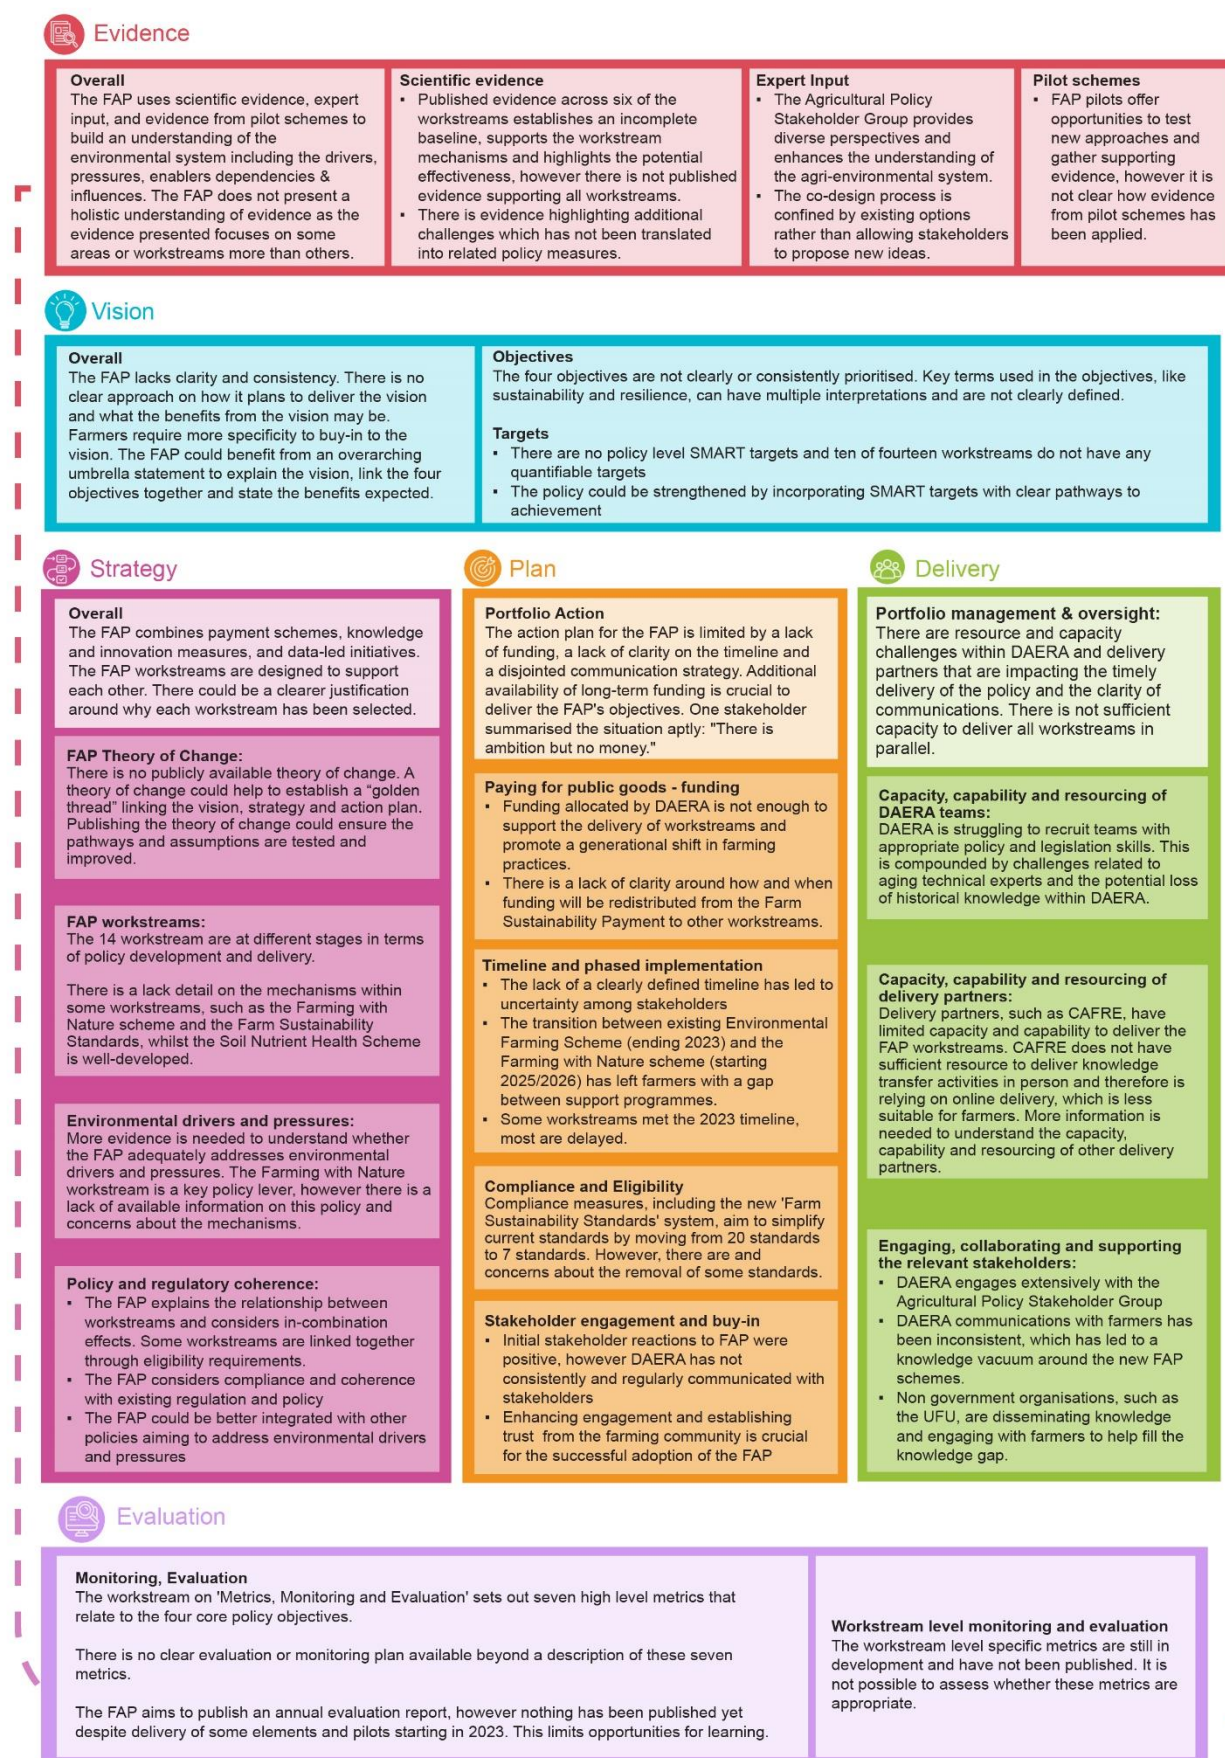 Evidence
Overall
The FAP uses scientific evidence, expert
input, and evidence from pilot schemes to
build an understanding of the
environmental system including the drivers,
pressures, enablers dependencies &
influences. The FAP does not present a
holistic understanding of evidence as the
evidence presented focuses on some
areas or workstreams more than others.
Scientific evidence
▪ Published evidence across six of the
workstreams establishes an incomplete
baseline, supports the workstream
mechanisms and highlights the potential
effectiveness, however there is not published
evidence supporting all workstreams.
▪ There is evidence highlighting additional
challenges which has not been translated
into related policy measures.
Expert Input
▪ The Agricultural Policy
Stakeholder Group provides
diverse perspectives and
enhances the understanding of
the agri-environmental system.
▪ The co-design process is
confined by existing options
rather than allowing stakeholders
to propose new ideas.
Pilot schemes
▪ FAP pilots offer
opportunities to test
new approaches and
gather supporting
evidence, however it is
not clear how evidence
from pilot schemes has
been applied.
Vision
Overall
The FAP lacks clarity and consistency. There is no
clear approach on how it plans to deliver the vision
and what the benefits from the vision may be.
Farmers require more specificity to buy-in to the
vision. The FAP could benefit from an overarching
umbrella statement to explain the vision, link the four
objectives together and state the benefits expected.
Objectives
The four objectives are not clearly or consistently prioritised. Key terms used in the objectives, like
sustainability and resilience, can have multiple interpretations and are not clearly defined.
Targets
▪ There are no policy level SMART targets and ten of fourteen workstreams do not have any
quantifiable targets
▪ The policy could be strengthened by incorporating SMART targets with clear pathways to
achievement
Strategy
Overall
The FAP combines payment schemes, knowledge
and innovation measures, and data-led initiatives.
The FAP workstreams are designed to support
each other. There could be a clearer justification
around why each workstream has been selected.
FAP Theory of Change:
There is no publicly available theory of change. A
theory of change could help to establish a “golden
thread” linking the vision, strategy and action plan.
Publishing the theory of change could ensure the
pathways and assumptions are tested and
improved.
FAP workstreams:
The 14 workstream are at different stages in terms
of policy development and delivery.
There is a lack detail on the mechanisms within
some workstreams, such as the Farming with
Nature scheme and the Farm Sustainability
Standards, whilst the Soil Nutrient Health Scheme
is well-developed.
Environmental drivers and pressures:
More evidence is needed to understand whether
the FAP adequately addresses environmental
drivers and pressures. The Farming with Nature
workstream is a key policy lever, however there is a
lack of available information on this policy and
concerns about the mechanisms.
Policy and regulatory coherence:
▪ The FAP explains the relationship between
workstreams and considers in-combination
effects. Some workstreams are linked together
through eligibility requirements.
▪ The FAP considers compliance and coherence
with existing regulation and policy
▪ The FAP could be better integrated with other
policies aiming to address environmental drivers
and pressures
Plan
Portfolio Action
The action plan for the FAP is limited by a lack
of funding, a lack of clarity on the timeline and
a disjointed communication strategy. Additional
availability of long-term funding is crucial to
deliver the FAP's objectives. One stakeholder
summarised the situation aptly: "There is
ambition but no money."
Paying for public goods - funding
▪ Funding allocated by DAERA is not enough to
support the delivery of workstreams and
promote a generational shift in farming
practices.
▪ There is a lack of clarity around how and when
funding will be redistributed from the Farm
Sustainability Payment to other workstreams.
Timeline and phased implementation
▪ The lack of a clearly defined timeline has led to
uncertainty among stakeholders
▪ The transition between existing Environmental
Farming Scheme (ending 2023) and the
Farming with Nature scheme (starting
2025/2026) has left farmers with a gap
between support programmes.
▪ Some workstreams met the 2023 timeline,
most are delayed.
Compliance and Eligibility
Compliance measures, including the new 'Farm
Sustainability Standards' system, aim to simplify
current standards by moving from 20 standards
to 7 standards. However, there are and
concerns about the removal of some standards.
Stakeholder engagement and buy-in
▪ Initial stakeholder reactions to FAP were
positive, however DAERA has not
consistently and regularly communicated with
stakeholders
▪ Enhancing engagement and establishing
trust from the farming community is crucial
for the successful adoption of the FAP
Delivery
Portfolio management & oversight:
There are resource and capacity
challenges within DAERA and delivery
partners that are impacting the timely
delivery of the policy and the clarity of
communications. There is not sufficient
capacity to deliver all workstreams in
parallel.
Capacity, capability and resourcing of
DAERA teams:
DAERA is struggling to recruit teams with
appropriate policy and legislation skills. This
is compounded by challenges related to
aging technical experts and the potential loss
of historical knowledge within DAERA.
Capacity, capability and resourcing of
delivery partners:
Delivery partners, such as CAFRE, have
limited capacity and capability to deliver the
FAP workstreams. CAFRE does not have
sufficient resource to deliver knowledge
transfer activities in person and therefore is
relying on online delivery, which is less
suitable for farmers. More information is
needed to understand the capacity,
capability and resourcing of other delivery
partners.
Engaging, collaborating and supporting
the relevant stakeholders:
▪ DAERA engages extensively with the
Agricultural Policy Stakeholder Group
▪ DAERA communications with farmers has
been inconsistent, which has led to a
knowledge vacuum around the new FAP
schemes.
▪ Non government organisations, such as
the UFU, are disseminating knowledge
and engaging with farmers to help fill the
knowledge gap.
Evaluation
Monitoring, Evaluation
The workstream on 'Metrics, Monitoring and Evaluation' sets out seven high level metrics that
relate to the four core policy objectives.
There is no clear evaluation or monitoring plan available beyond a description of these seven
metrics.
The FAP aims to publish an annual evaluation report, however nothing has been published yet
despite delivery of some elements and pilots starting in 2023. This limits opportunities for learning.
Workstream level monitoring and evaluation
The workstream level specific metrics are still in
development and have not been published. It is
not possible to assess whether these metrics are
appropriate.